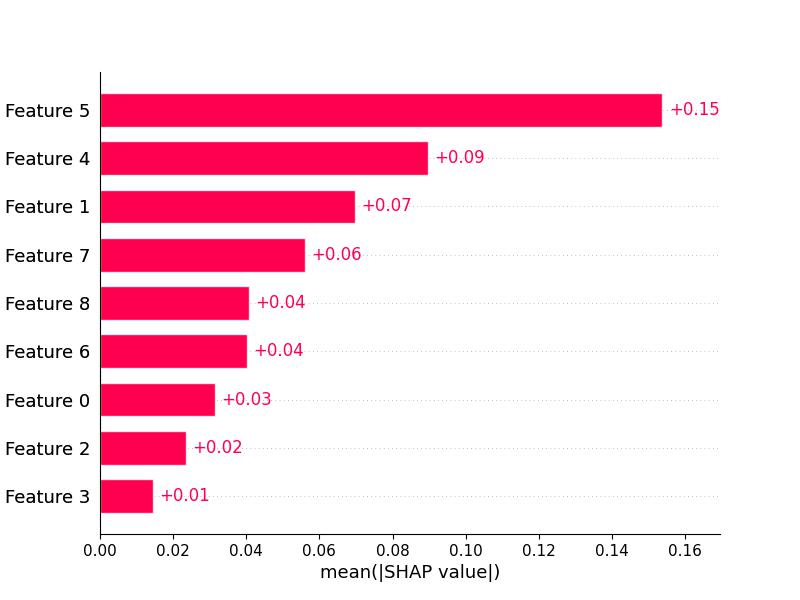 Feature 5 +0.15
Feature 4 +0.09
Feature 1 +0.07
Feature 7 +0.06
Feature 8 +0.04
Feature 6 +0.04
Feature 0 +0.03
Feature 2 +0.02
Feature 3 +0.01
0.00 0.02 0.04 0.06 0.08 0.10 0.12 0.14 0.16
mean(|SHAP value|)